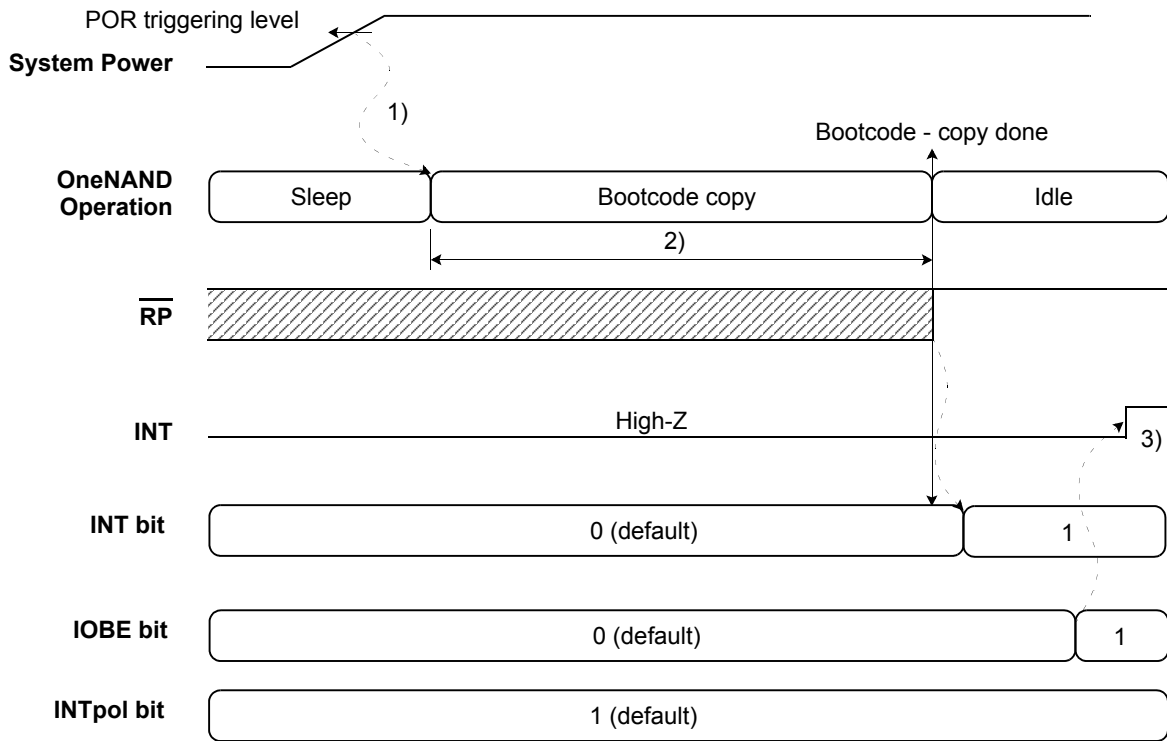 POR triggering level
System Power
1)
Bootcode - copy done
OneNAND
Operation
Sleep
Bootcode copy
Idle
2)
RP
High-Z
INT
3)
INT bit
0 (default)
1
IOBE bit
0 (default)
1
INTpol bit
1 (default)